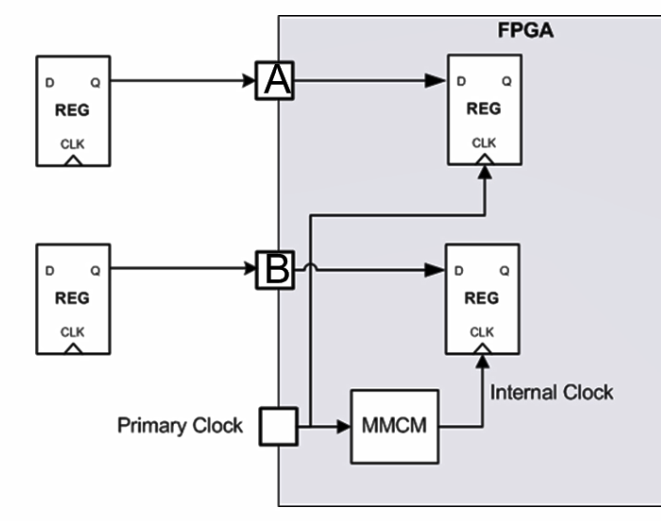 FPGA
D Q
REG
CLK
A
D Q
REG
CLK
D Q
REG
CLK
B
D Q
REG
CLK
Internal Clock
Primary Clock
MMCM